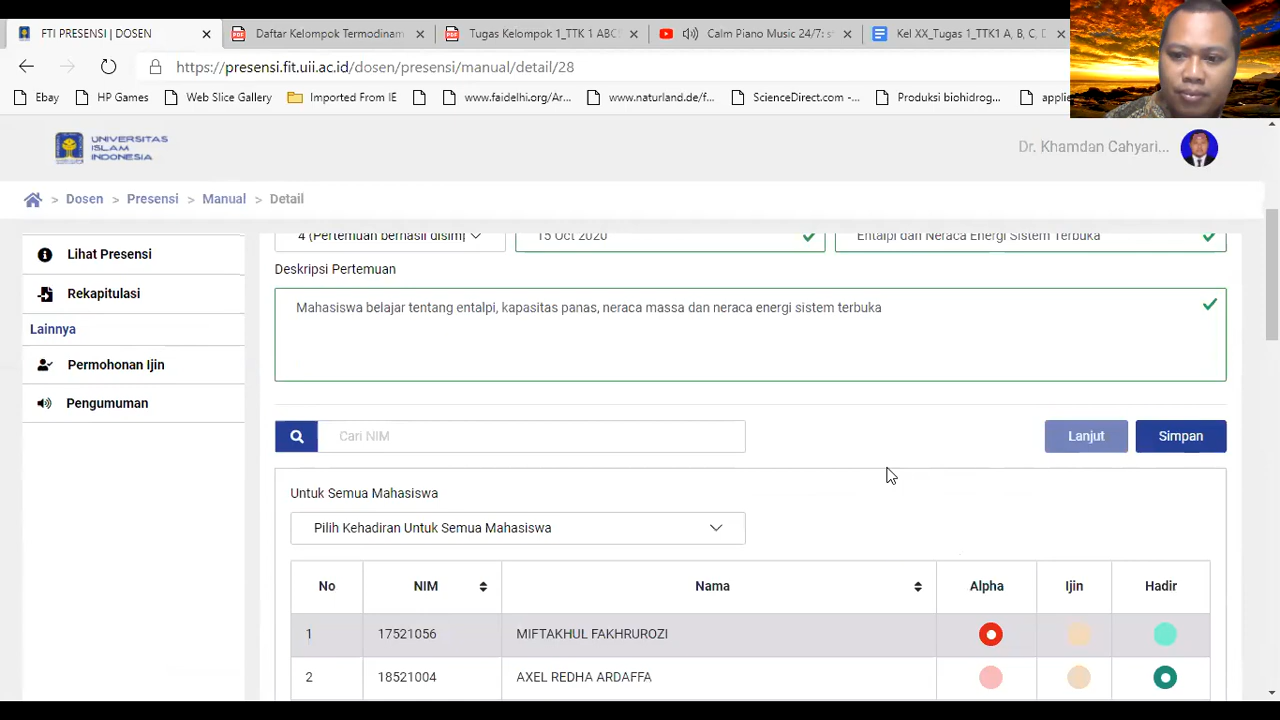 FTI PRESENSI | DOSEN
Daftar Kelompok Termodinam
Tugas Kelompok 1_TTK 1 ABC
Calm Piano Music 24/7: s
Kel XX_Tugas 1_TTK1 A, B, C, D
https://presensi.fit.uii.ac.id/dosen/presensi/manual/detail/28
Ebay
HP Games
Web Slice Gallery
Imported From IE
www.faidelhi.org/Ar...
www.naturland.de/f...
ScienceDirect.com -...
Produksi biohidrog...
applie
UNIVERSITAS
ISLAM
INDONESIA
Dr. Khamdan Cahyari...
> Dosen > Presensi > Manual > Detail
Lihat Presensi
Rekapitulasi
Lainnya
Permohonan Ijin
Pengumuman
4 (Pertemuan berhasil disim
15 Oct 2020
Entalpi dan Neraca Energi Sistem Terbuka
Deskripsi Pertemuan
Mahasiswa belajar tentang entalpi, kapasitas panas, neraca massa dan neraca energi sistem terbuka
Cari NIM
Lanjut
Simpan
Untuk Semua Mahasiswa
Pilih Kehadiran Untuk Semua Mahasiswa
No NIM Nama Alpha Ijin Hadir
1 17521056 MIFTAKHUL FAKHRUROZI
2 18521004 AXEL REDHA ARDAFFA